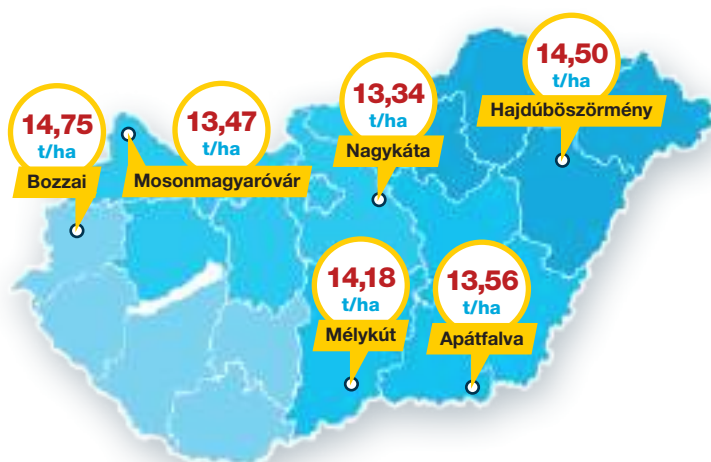 14,75
t/ha
Bozzai
13,47
t/ha
Mosonmagyaróvár
13,34
t/ha
Nagykáta
14,50
t/ha
Hajdúböszörmény
14,18
t/ha
Mélykút
13,56
t/ha
Apátfalva